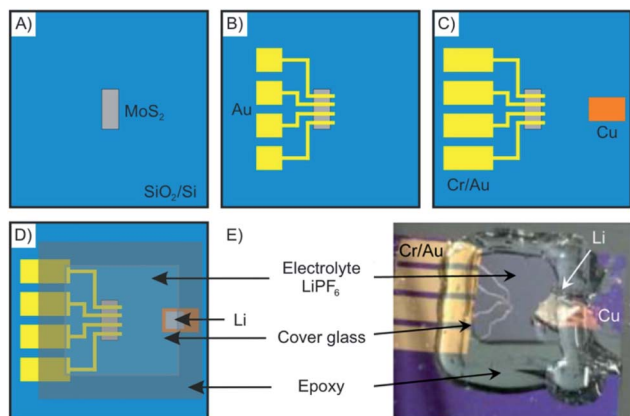 A)
MoS2
SiO2/Si
B)
Au
C)
Cu
Cr/Au
D)
E)
Electrolyte
LiPF6
Li
Cover glass
Epoxy
Cr/Au
Li
Cu